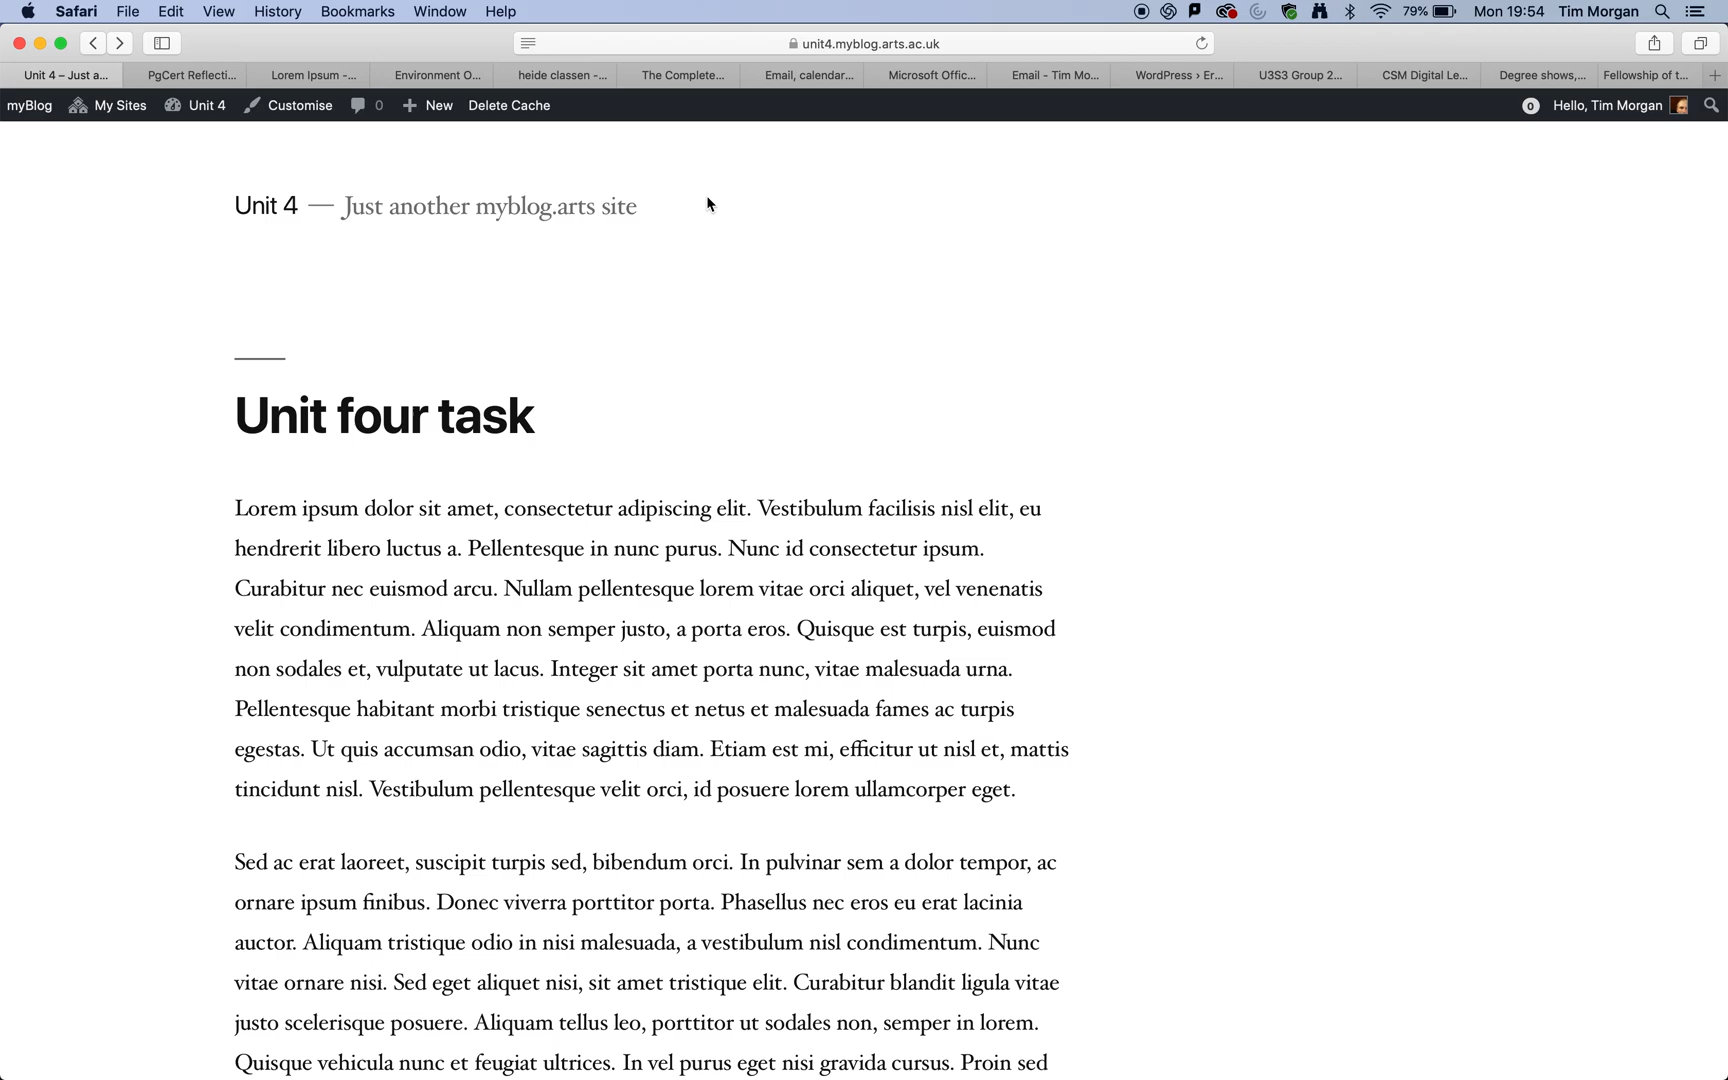 Safari File Edit View History Bookmarks Window Help 79% Mon 19:54 Tim Morgan
unit4.myblog.arts.ac.uk
Unit 4 – Just a... PgCert Reflecti... Lorem Ipsum -... Environment O... heide classen -... The Complete... Email, calendar... Microsoft Offic... Email - Tim Mo... WordPress › Er... U3S3 Group 2... CSM Digital Le... Degree shows,... Fellowship of t...
myBlog My Sites Unit 4 Customise 0 New Delete Cache 0 Hello, Tim Morgan
Unit 4 — Just another myblog.arts site
Unit four task
Lorem ipsum dolor sit amet, consectetur adipiscing elit. Vestibulum facilisis nisl elit, eu
hendrerit libero luctus a. Pellentesque in nunc purus. Nunc id consectetur ipsum.
Curabitur nec euismod arcu. Nullam pellentesque lorem vitae orci aliquet, vel venenatis
velit condimentum. Aliquam non semper justo, a porta eros. Quisque est turpis, euismod
non sodales et, vulputate ut lacus. Integer sit amet porta nunc, vitae malesuada urna.
Pellentesque habitant morbi tristique senectus et netus et malesuada fames ac turpis
egestas. Ut quis accumsan odio, vitae sagittis diam. Etiam est mi, efficitur ut nisl et, mattis
tincidunt nisl. Vestibulum pellentesque velit orci, id posuere lorem ullamcorper eget.
Sed ac erat laoreet, suscipit turpis sed, bibendum orci. In pulvinar sem a dolor tempor, ac
ornare ipsum finibus. Donec viverra porttitor porta. Phasellus nec eros eu erat lacinia
auctor. Aliquam tristique odio in nisi malesuada, a vestibulum nisl condimentum. Nunc
vitae ornare nisi. Sed eget aliquet nisi, sit amet tristique elit. Curabitur blandit ligula vitae
justo scelerisque posuere. Aliquam tellus leo, porttitor ut sodales non, semper in lorem.
Quisque vehicula nunc et feugiat ultrices. In vel purus eget nisi gravida cursus. Proin sed